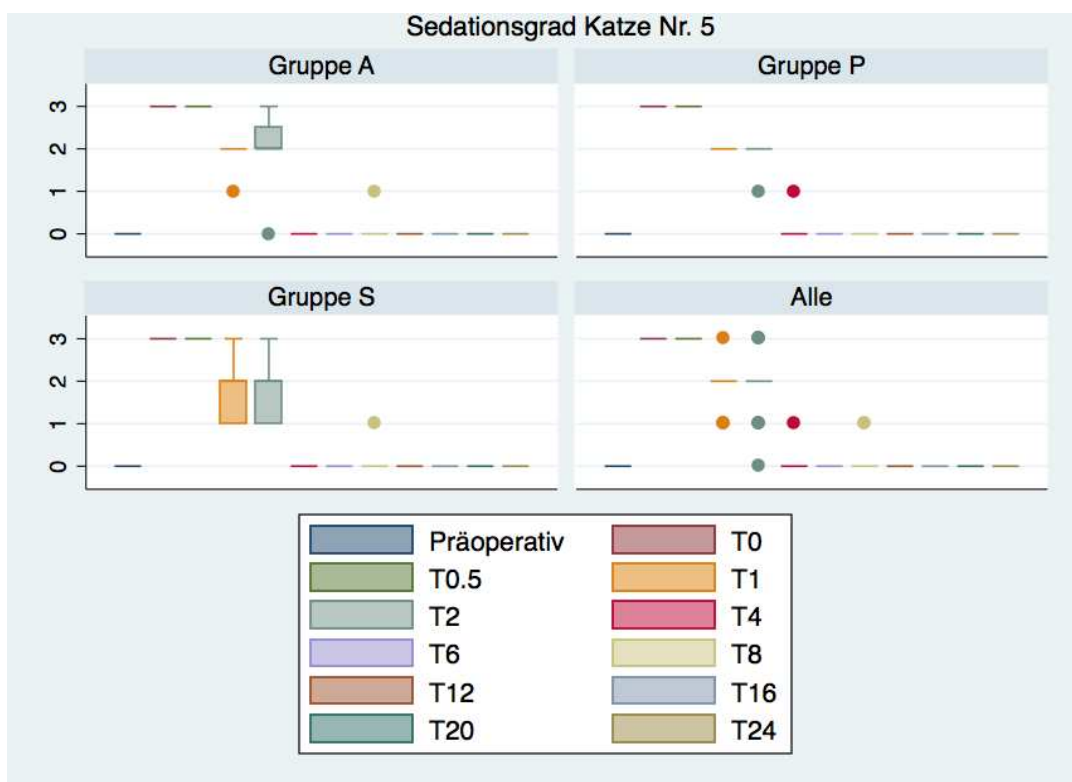 Sedationsgrad Katze Nr. 5
Gruppe A
Gruppe P
3
2
1
0
Gruppe S
Alle
3
2
1
0
Präoperativ
T0
T0.5
T1
T2
T4
T6
T8
T12
T16
T20
T24